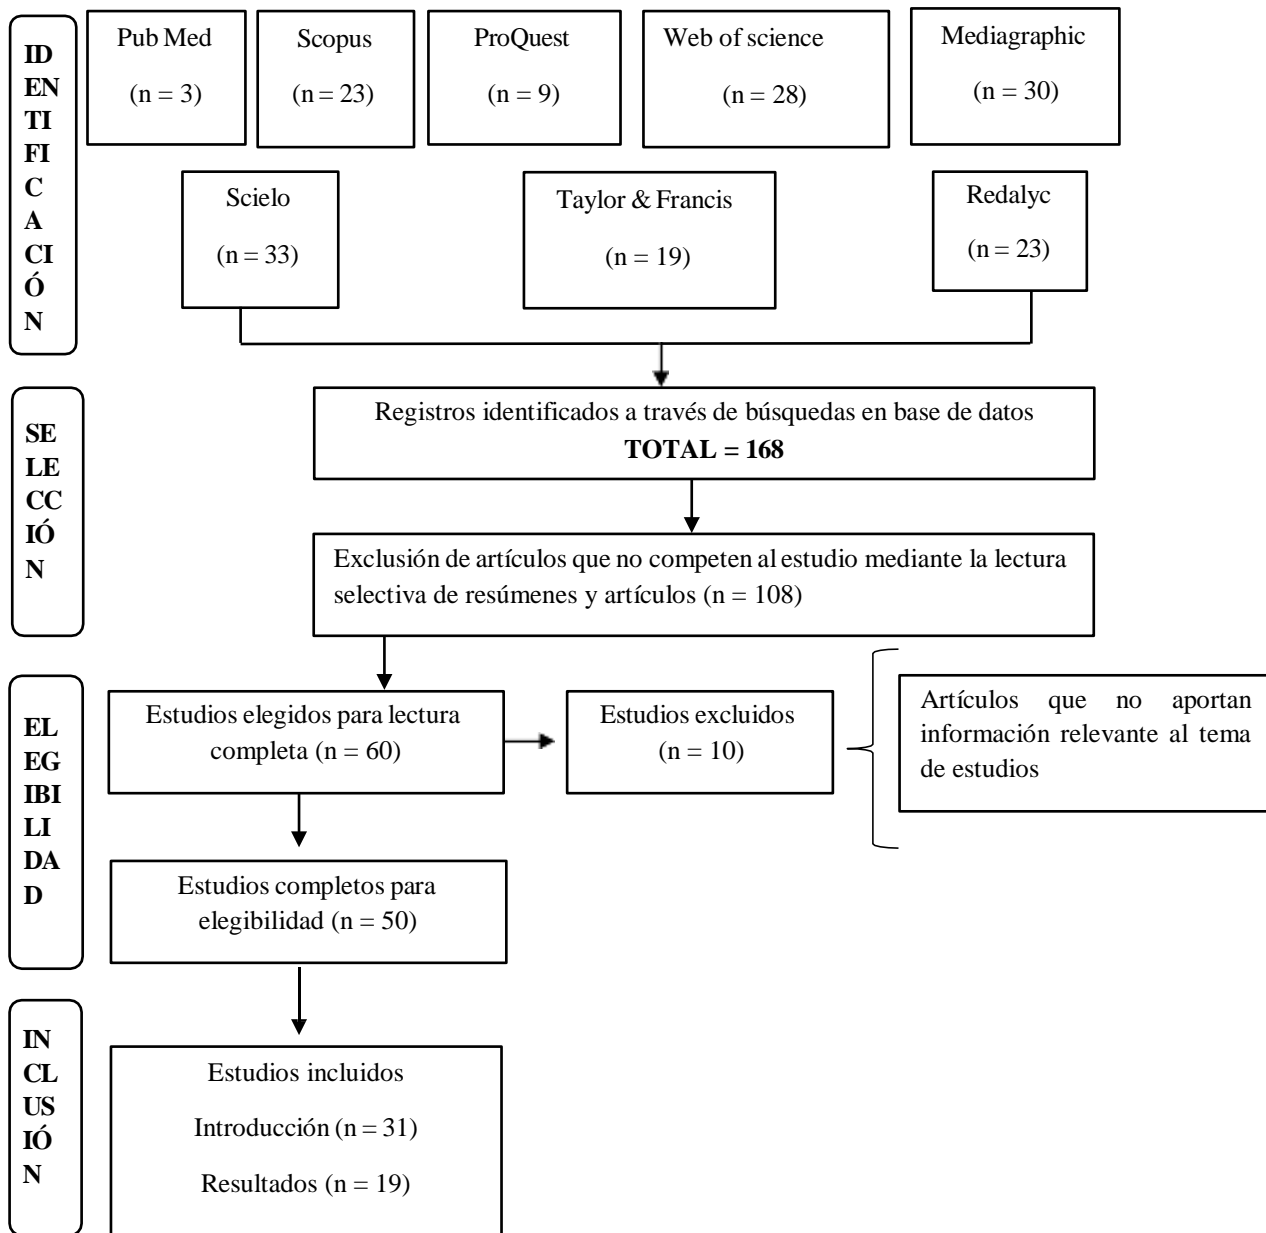 ID
EN
TI
FI
C
A
CI
Ó
N
Pub Med
(n = 3)
Scopus
(n = 23)
ProQuest
(n = 9)
Web of science
(n = 28)
Mediagraphic
(n = 30)
Scielo
(n = 33)
Taylor & Francis
(n = 19)
Redalyc
(n = 23)
SE
LE
CC
IÓ
N
Registros identificados a través de búsquedas en base de datos
TOTAL = 168
Exclusión de artículos que no competen al estudio mediante la lectura
selectiva de resúmenes y artículos (n = 108)
EL
EG
IBI
LI
DA
D
Estudios elegidos para lectura
completa (n = 60)
Estudios excluidos
(n = 10)
Artículos que no aportan
información relevante al tema
de estudios
Estudios completos para
elegibilidad (n = 50)
IN
CL
US
IÓ
N
Estudios incluidos
Introducción (n = 31)
Resultados (n = 19)